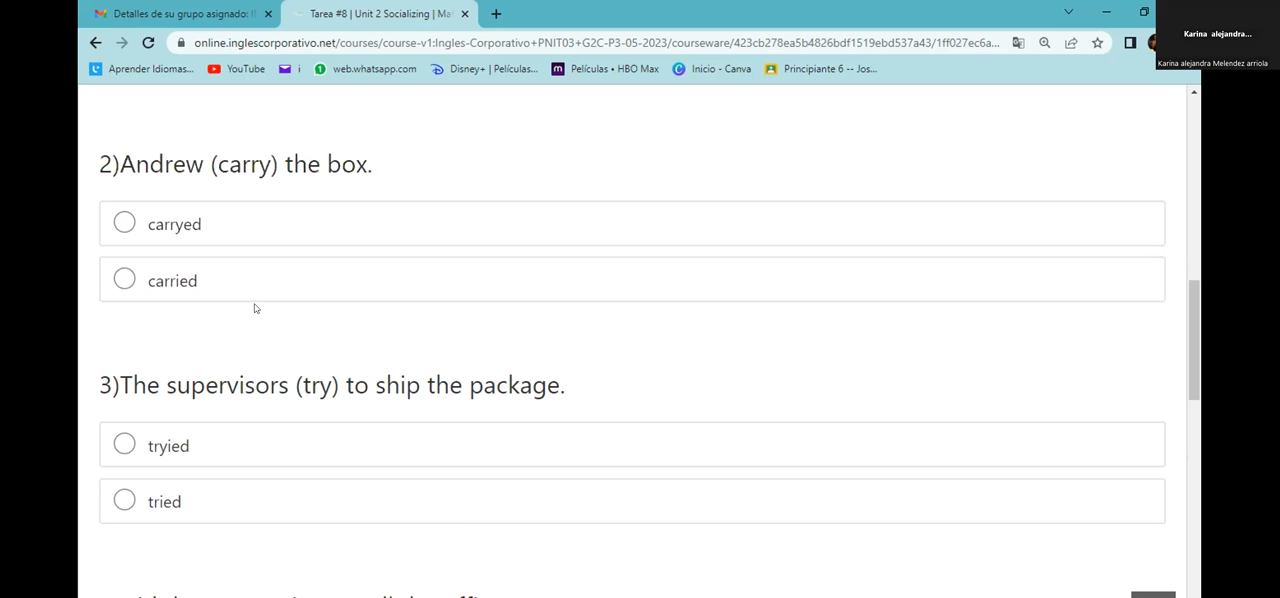 Detalles de su grupo asignado: I
Tarea #8 | Unit 2 Socializing | Ma
online.inglescorporativo.net/courses/course-v1:Ingles-Corporativo+PNIT03+G2C-P3-05-2023/courseware/423cb278ea5b4826bdf1519ebd537a43/1ff027ec6a...
Aprender Idiomas...
YouTube
i
web.whatsapp.com
Disney+ | Películas...
Películas • HBO Max
Inicio - Canva
Principiante 6 -- Jos...
Karina alejandra...
Karina alejandra Melendez arriola
2)Andrew (carry) the box.
carryed
carried
3)The supervisors (try) to ship the package.
tryied
tried